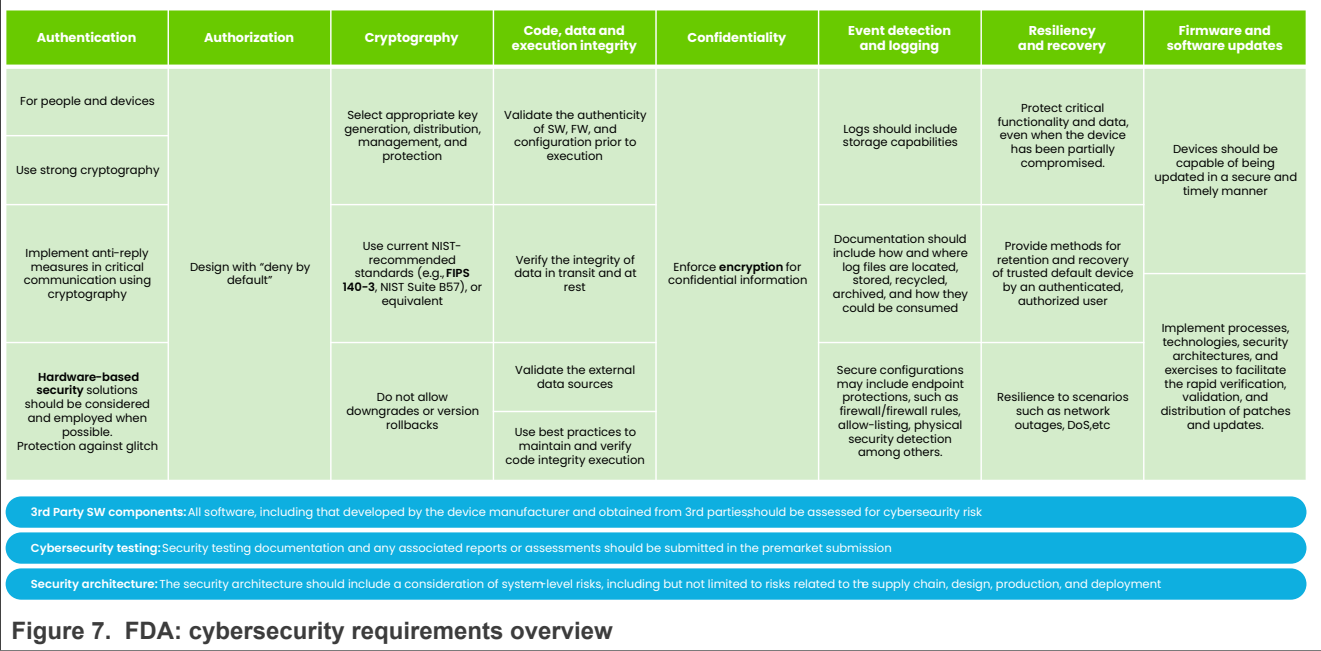 Authentication
Authorization
Cryptography
Code, data and
execution integrity
Confidentiality
Event detection
and logging
Resiliency
and recovery
Firmware and
software updates
For people and devices
Use strong cryptography
Implement anti-reply
measures in critical
communication using
cryptography
Hardware-based
security solutions
should be considered
and employed when
possible.
Protection against glitch
Design with “deny by
default”
Select appropriate key
generation, distribution,
management, and
protection
Use current NIST-
recommended
standards (e.g., FIPS
140-3, NIST Suite B57), or
equivalent
Do not allow
downgrades or version
rollbacks
Validate the authenticity
of SW, FW, and
configuration prior to
execution
Verify the integrity of
data in transit and at
rest
Validate the external
data sources
Use best practices to
maintain and verify
code integrity execution
Enforce encryption for
confidential information
Logs should include
storage capabilities
Documentation should
include how and where
log files are located,
stored, recycled,
archived, and how they
could be consumed
Secure configurations
may include endpoint
protections, such as
firewall/firewall rules,
allow-listing, physical
security detection
among others.
Protect critical
functionality and data,
even when the device
has been partially
compromised.
Provide methods for
retention and recovery
of trusted default device
by an authenticated,
authorized user
Resilience to scenarios
such as network
outages, DoS,etc
Devices should be
capable of being
updated in a secure and
timely manner
Implement processes,
technologies, security
architectures, and
exercises to facilitate
the rapid verification,
validation, and
distribution of patches
and updates.
3rd Party SW components: All software, including that developed by the device manufacturer and obtained from 3rd parties should be assessed for cybersecurity risk
Cybersecurity testing: Security testing documentation and any associated reports or assessments should be submitted in the premarket submission
Security architecture: The security architecture should include a consideration of system-level risks, including but not limited to risks related to the supply chain, design, production, and deployment
Figure 7. FDA: cybersecurity requirements overview